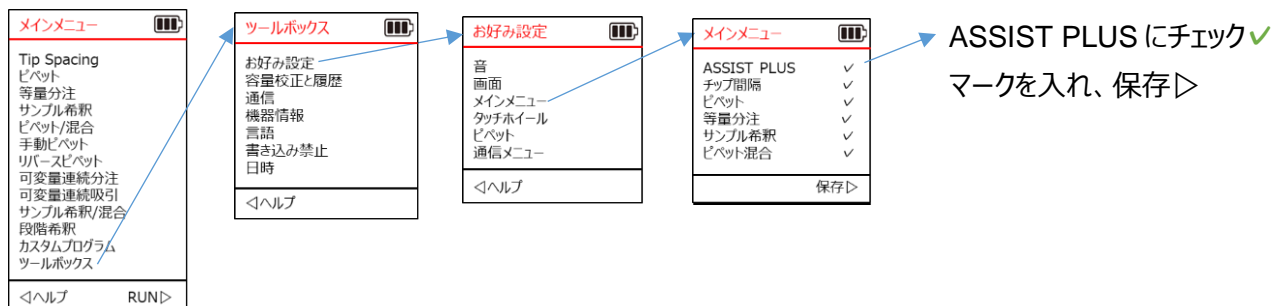 メインメニュー
Tip Spacing
ピペット
等量分注
サンプル希釈
ピペット/混合
手動ピペット
リバースピペット
可変量連続分注
可変量連続吸引
サンプル希釈/混合
段階希釈
カスタムプログラム
ツールボックス
◁ヘルプ RUN▷
ツールボックス
お好み設定
容量校正と履歴
通信
機器情報
言語
書き込み禁止
日時
◁ヘルプ
お好み設定
音
画面
メインメニュー
タッチホイール
ピペット
通信メニュー
◁ヘルプ
メインメニュー
ASSIST PLUS ✓
チップ間隔 ✓
ピペット ✓
等量分注 ✓
サンプル希釈 ✓
ピペット混合 ✓
保存▷
ASSIST PLUS にチェック✓
マークを入れ、保存▷